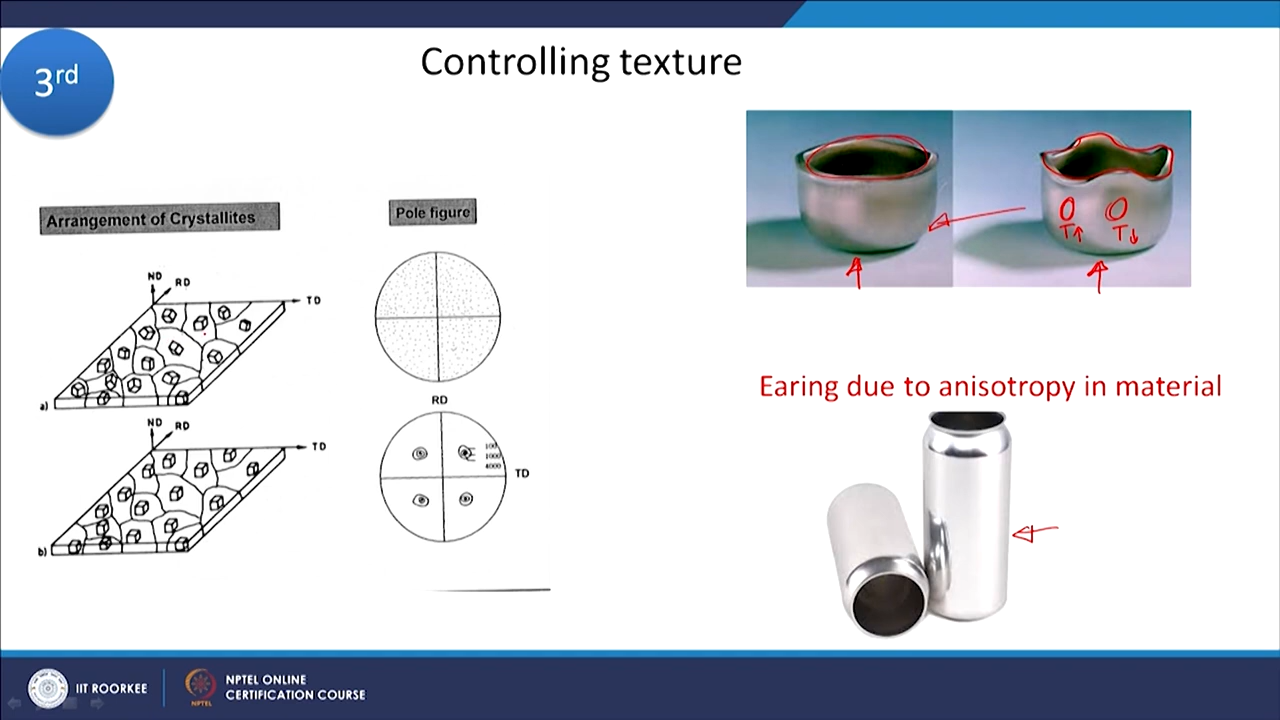 3rd
Controlling texture
Arrangement of Crystallites
Pole figure
ND
RD
TD
a)
ND
RD
TD
b)
RD
100
1000
4000
TD
O O
T↑ T↓
Earing due to anisotropy in material
IIT ROORKEE
NPTEL
NPTEL ONLINE
CERTIFICATION COURSE